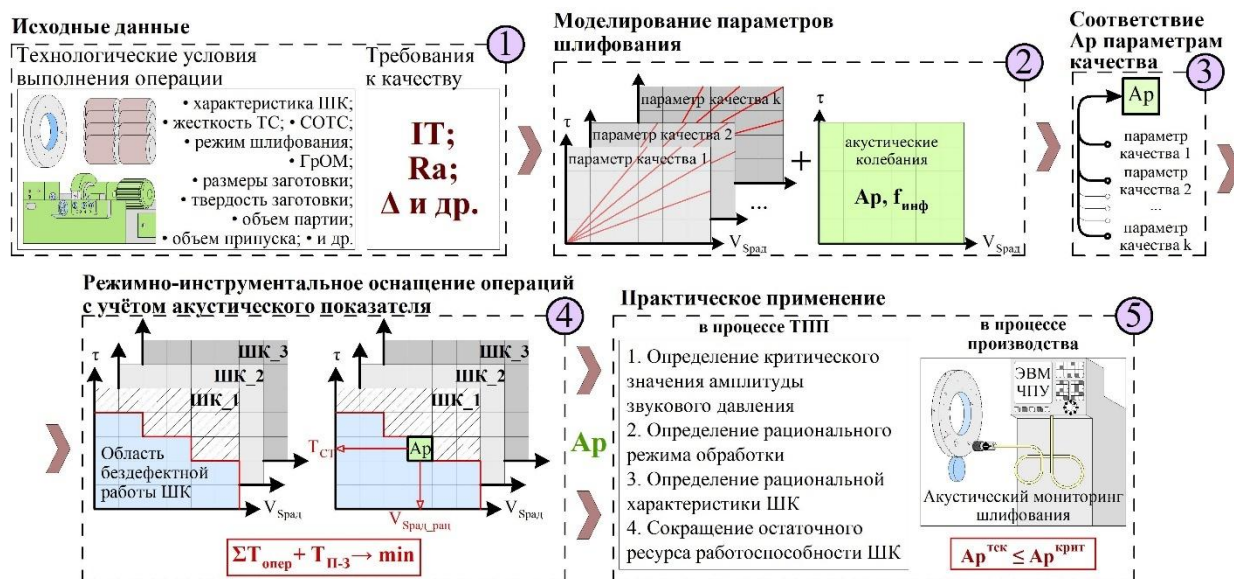 Исходные данные
1
Технологические условия
выполнения операции
• характеристика ШК;
• жесткость ТС; • СОТС;
• режим шлифования;
• ГрОМ;
• размеры заготовки;
• твердость заготовки;
• объем партии;
• объем припуска; • и др.
Требования
к качеству
IT;
Ra;
Δ и др.
Моделирование параметров
шлифования
2
τ
параметр качества k
параметр качества 2
параметр качества 1
...
VSрад
+
τ
акустические
колебания
Ap, fинф
VSрад
Соответствие
Ap параметрам
качества
3
Ap
параметр
качества 1
параметр
качества 2
...
параметр
качества k
Режимно-инструментальное оснащение операций
с учётом акустического показателя
4
τ
ШК_3
ШК_2
ШК_1
Область
бездефектной
работы ШК
VSрад
τ
ШК_3
ШК_2
ШК_1
TСТ
Ap
VSрад
VSрад_рац
ΣTопер + TП-З → min
Ap
Практическое применение
5
в процессе ТПП
1. Определение критического
значения амплитуды
звукового давления
2. Определение рационального
режима обработки
3. Определение рациональной
характеристики ШК
4. Сокращение остаточного
ресурса работоспособности ШК
в процессе
производства
ЭВМ
ЧПУ
Акустический мониторинг
шлифования
Apтск ≤ Apкрит